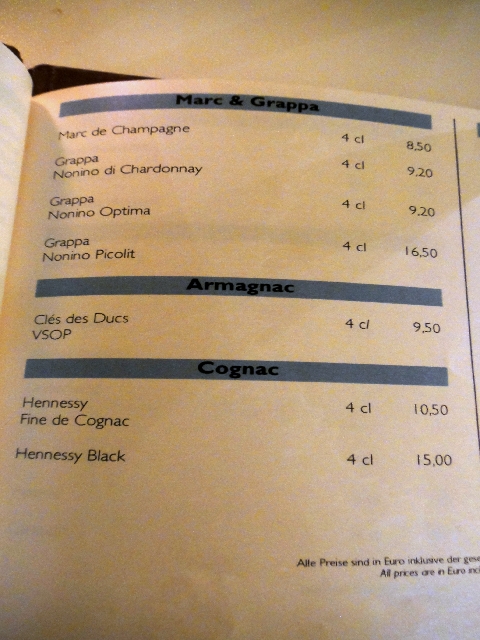 Marc & Grappa
Marc de Champagne 4 cl 8,50
Grappa
Nonino di Chardonnay 4 cl 9,20
Grappa
Nonino Optima 4 cl 9,20
Grappa
Nonino Picolit 4 cl 16,50
Armagnac
Clés des Ducs 4 cl 9,50
VSOP
Cognac
Hennessy 4 cl 10,50
Fine de Cognac
Hennessy Black 4 cl 15,00
Alle Preise sind in Euro inklusive der
All prices are in Euro